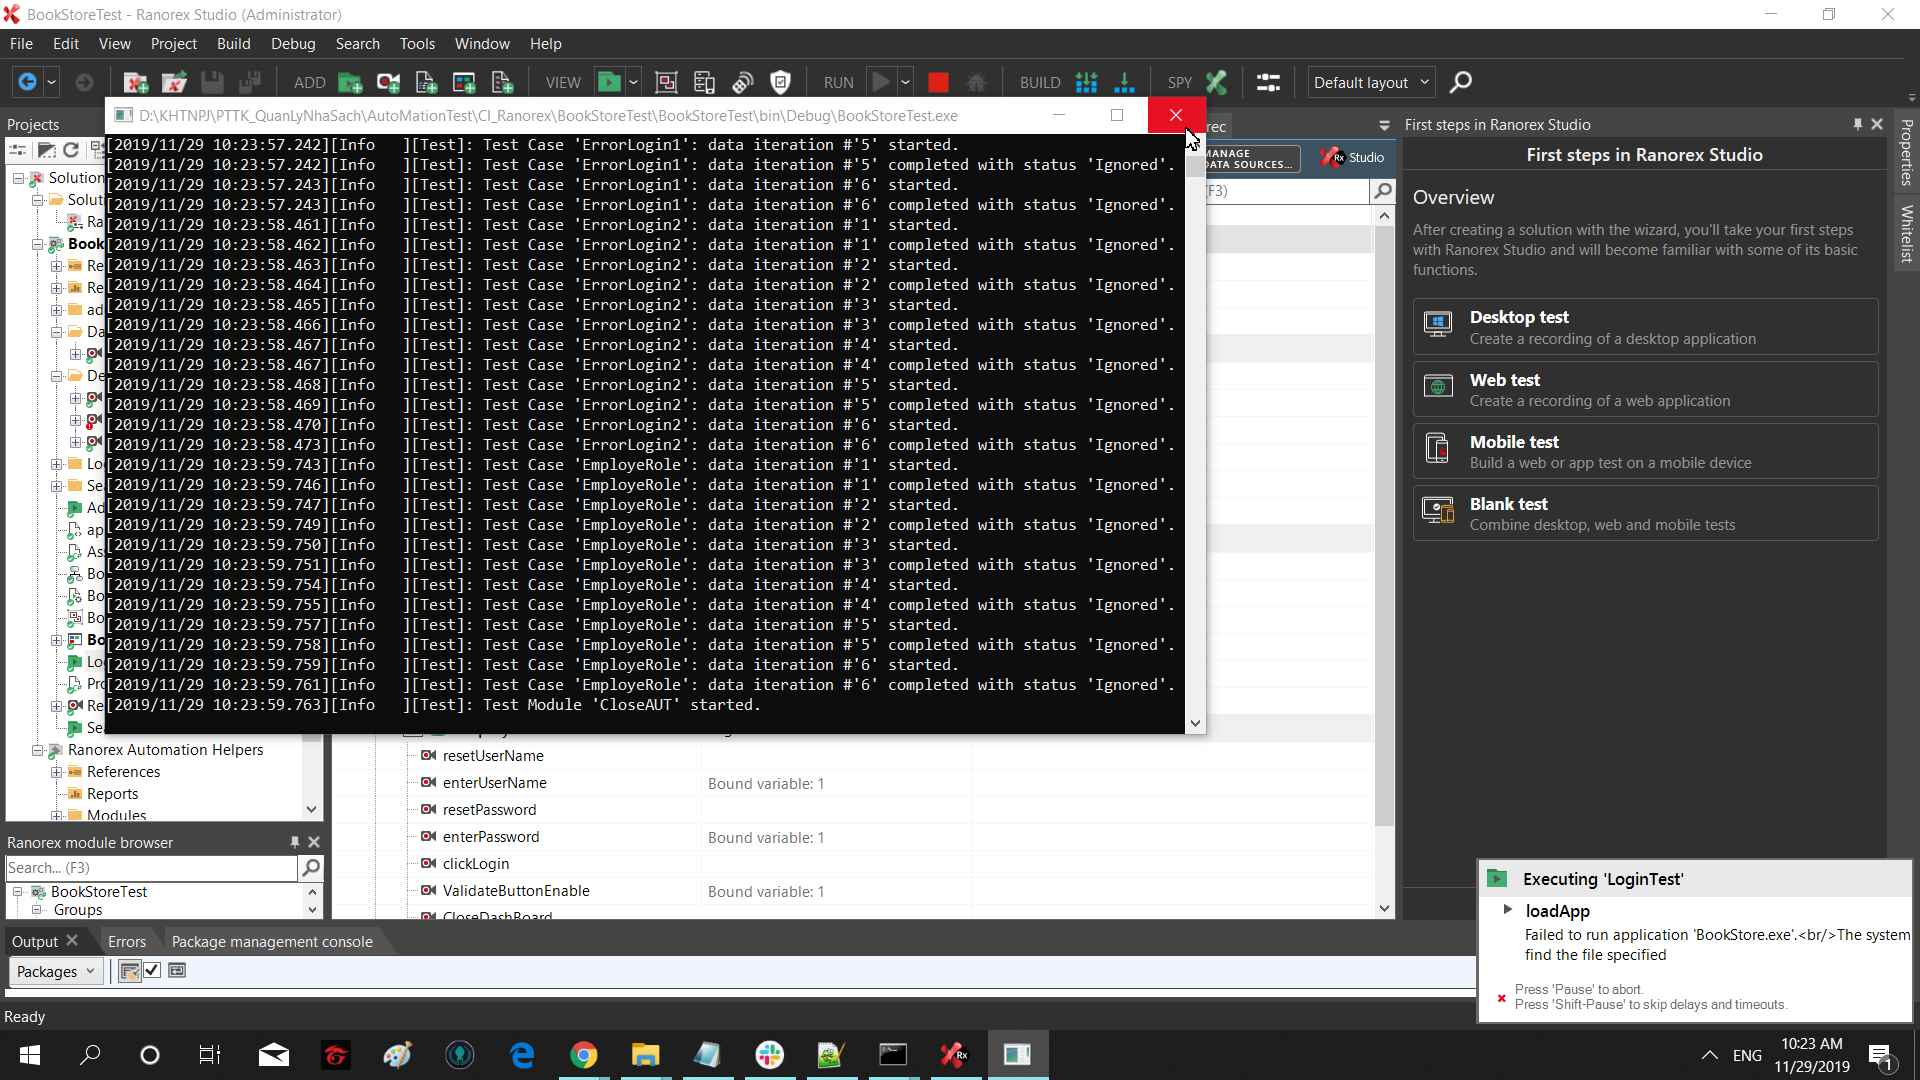 BookStoreTest - Ranorex Studio (Administrator)
File Edit View Project Build Debug Search Tools Window Help
ADD VIEW RUN BUILD SPY Default layout
Projects
D:\KHTNPJ\PTTK_QuanLyNhaSach\AutoMationTest\CI_Ranorex\BookStoreTest\BookStoreTest\bin\Debug\BookStoreTest.exe
[2019/11/29 10:23:57.242][Info   ][Test]: Test Case 'ErrorLogin1': data iteration #'5' started.
[2019/11/29 10:23:57.242][Info   ][Test]: Test Case 'ErrorLogin1': data iteration #'5' completed with status 'Ignored'.
[2019/11/29 10:23:57.243][Info   ][Test]: Test Case 'ErrorLogin1': data iteration #'6' started.
[2019/11/29 10:23:57.243][Info   ][Test]: Test Case 'ErrorLogin1': data iteration #'6' completed with status 'Ignored'.
[2019/11/29 10:23:58.461][Info   ][Test]: Test Case 'ErrorLogin2': data iteration #'1' started.
[2019/11/29 10:23:58.462][Info   ][Test]: Test Case 'ErrorLogin2': data iteration #'1' completed with status 'Ignored'.
[2019/11/29 10:23:58.463][Info   ][Test]: Test Case 'ErrorLogin2': data iteration #'2' started.
[2019/11/29 10:23:58.464][Info   ][Test]: Test Case 'ErrorLogin2': data iteration #'2' completed with status 'Ignored'.
[2019/11/29 10:23:58.465][Info   ][Test]: Test Case 'ErrorLogin2': data iteration #'3' started.
[2019/11/29 10:23:58.466][Info   ][Test]: Test Case 'ErrorLogin2': data iteration #'3' completed with status 'Ignored'.
[2019/11/29 10:23:58.467][Info   ][Test]: Test Case 'ErrorLogin2': data iteration #'4' started.
[2019/11/29 10:23:58.467][Info   ][Test]: Test Case 'ErrorLogin2': data iteration #'4' completed with status 'Ignored'.
[2019/11/29 10:23:58.468][Info   ][Test]: Test Case 'ErrorLogin2': data iteration #'5' started.
[2019/11/29 10:23:58.469][Info   ][Test]: Test Case 'ErrorLogin2': data iteration #'5' completed with status 'Ignored'.
[2019/11/29 10:23:58.470][Info   ][Test]: Test Case 'ErrorLogin2': data iteration #'6' started.
[2019/11/29 10:23:58.473][Info   ][Test]: Test Case 'ErrorLogin2': data iteration #'6' completed with status 'Ignored'.
[2019/11/29 10:23:59.743][Info   ][Test]: Test Case 'EmployeRole': data iteration #'1' started.
[2019/11/29 10:23:59.746][Info   ][Test]: Test Case 'EmployeRole': data iteration #'1' completed with status 'Ignored'.
[2019/11/29 10:23:59.747][Info   ][Test]: Test Case 'EmployeRole': data iteration #'2' started.
[2019/11/29 10:23:59.749][Info   ][Test]: Test Case 'EmployeRole': data iteration #'2' completed with status 'Ignored'.
[2019/11/29 10:23:59.750][Info   ][Test]: Test Case 'EmployeRole': data iteration #'3' started.
[2019/11/29 10:23:59.751][Info   ][Test]: Test Case 'EmployeRole': data iteration #'3' completed with status 'Ignored'.
[2019/11/29 10:23:59.754][Info   ][Test]: Test Case 'EmployeRole': data iteration #'4' started.
[2019/11/29 10:23:59.755][Info   ][Test]: Test Case 'EmployeRole': data iteration #'4' completed with status 'Ignored'.
[2019/11/29 10:23:59.757][Info   ][Test]: Test Case 'EmployeRole': data iteration #'5' started.
[2019/11/29 10:23:59.758][Info   ][Test]: Test Case 'EmployeRole': data iteration #'5' completed with status 'Ignored'.
[2019/11/29 10:23:59.759][Info   ][Test]: Test Case 'EmployeRole': data iteration #'6' started.
[2019/11/29 10:23:59.761][Info   ][Test]: Test Case 'EmployeRole': data iteration #'6' completed with status 'Ignored'.
[2019/11/29 10:23:59.763][Info   ][Test]: Test Module 'CloseAUT' started.
Solution
Solut
Ra
Book
Re
Re
ad
Da
De
Lo
Se
Ad
ap
As
Bo
Bo
Bo
Bo
Lo
Pro
Re
Se
Ranorex Automation Helpers
References
Reports
Modules
rec
MANAGE
DATA SOURCES...
Studio
(F3)
resetUserName
enterUserName Bound variable: 1
resetPassword
enterPassword Bound variable: 1
clickLogin
ValidateButtonEnable Bound variable: 1
CloseDashBoard
First steps in Ranorex Studio
First steps in Ranorex Studio
Overview
After creating a solution with the wizard, you'll take your first steps
with Ranorex Studio and will become familiar with some of its basic
functions.
Desktop test
Create a recording of a desktop application
Web test
Create a recording of a web application
Mobile test
Build a web or app test on a mobile device
Blank test
Combine desktop, web and mobile tests
Properties
Whitelist
Ranorex module browser
Search... (F3)
BookStoreTest
Groups
Output Errors Package management console
Packages
Executing 'LoginTest'
loadApp
Failed to run application 'BookStore.exe'.<br/>The system
find the file specified
Press 'Pause' to abort.
Press 'Shift-Pause' to skip delays and timeouts.
Ready
ENG
10:23 AM
11/29/2019
1